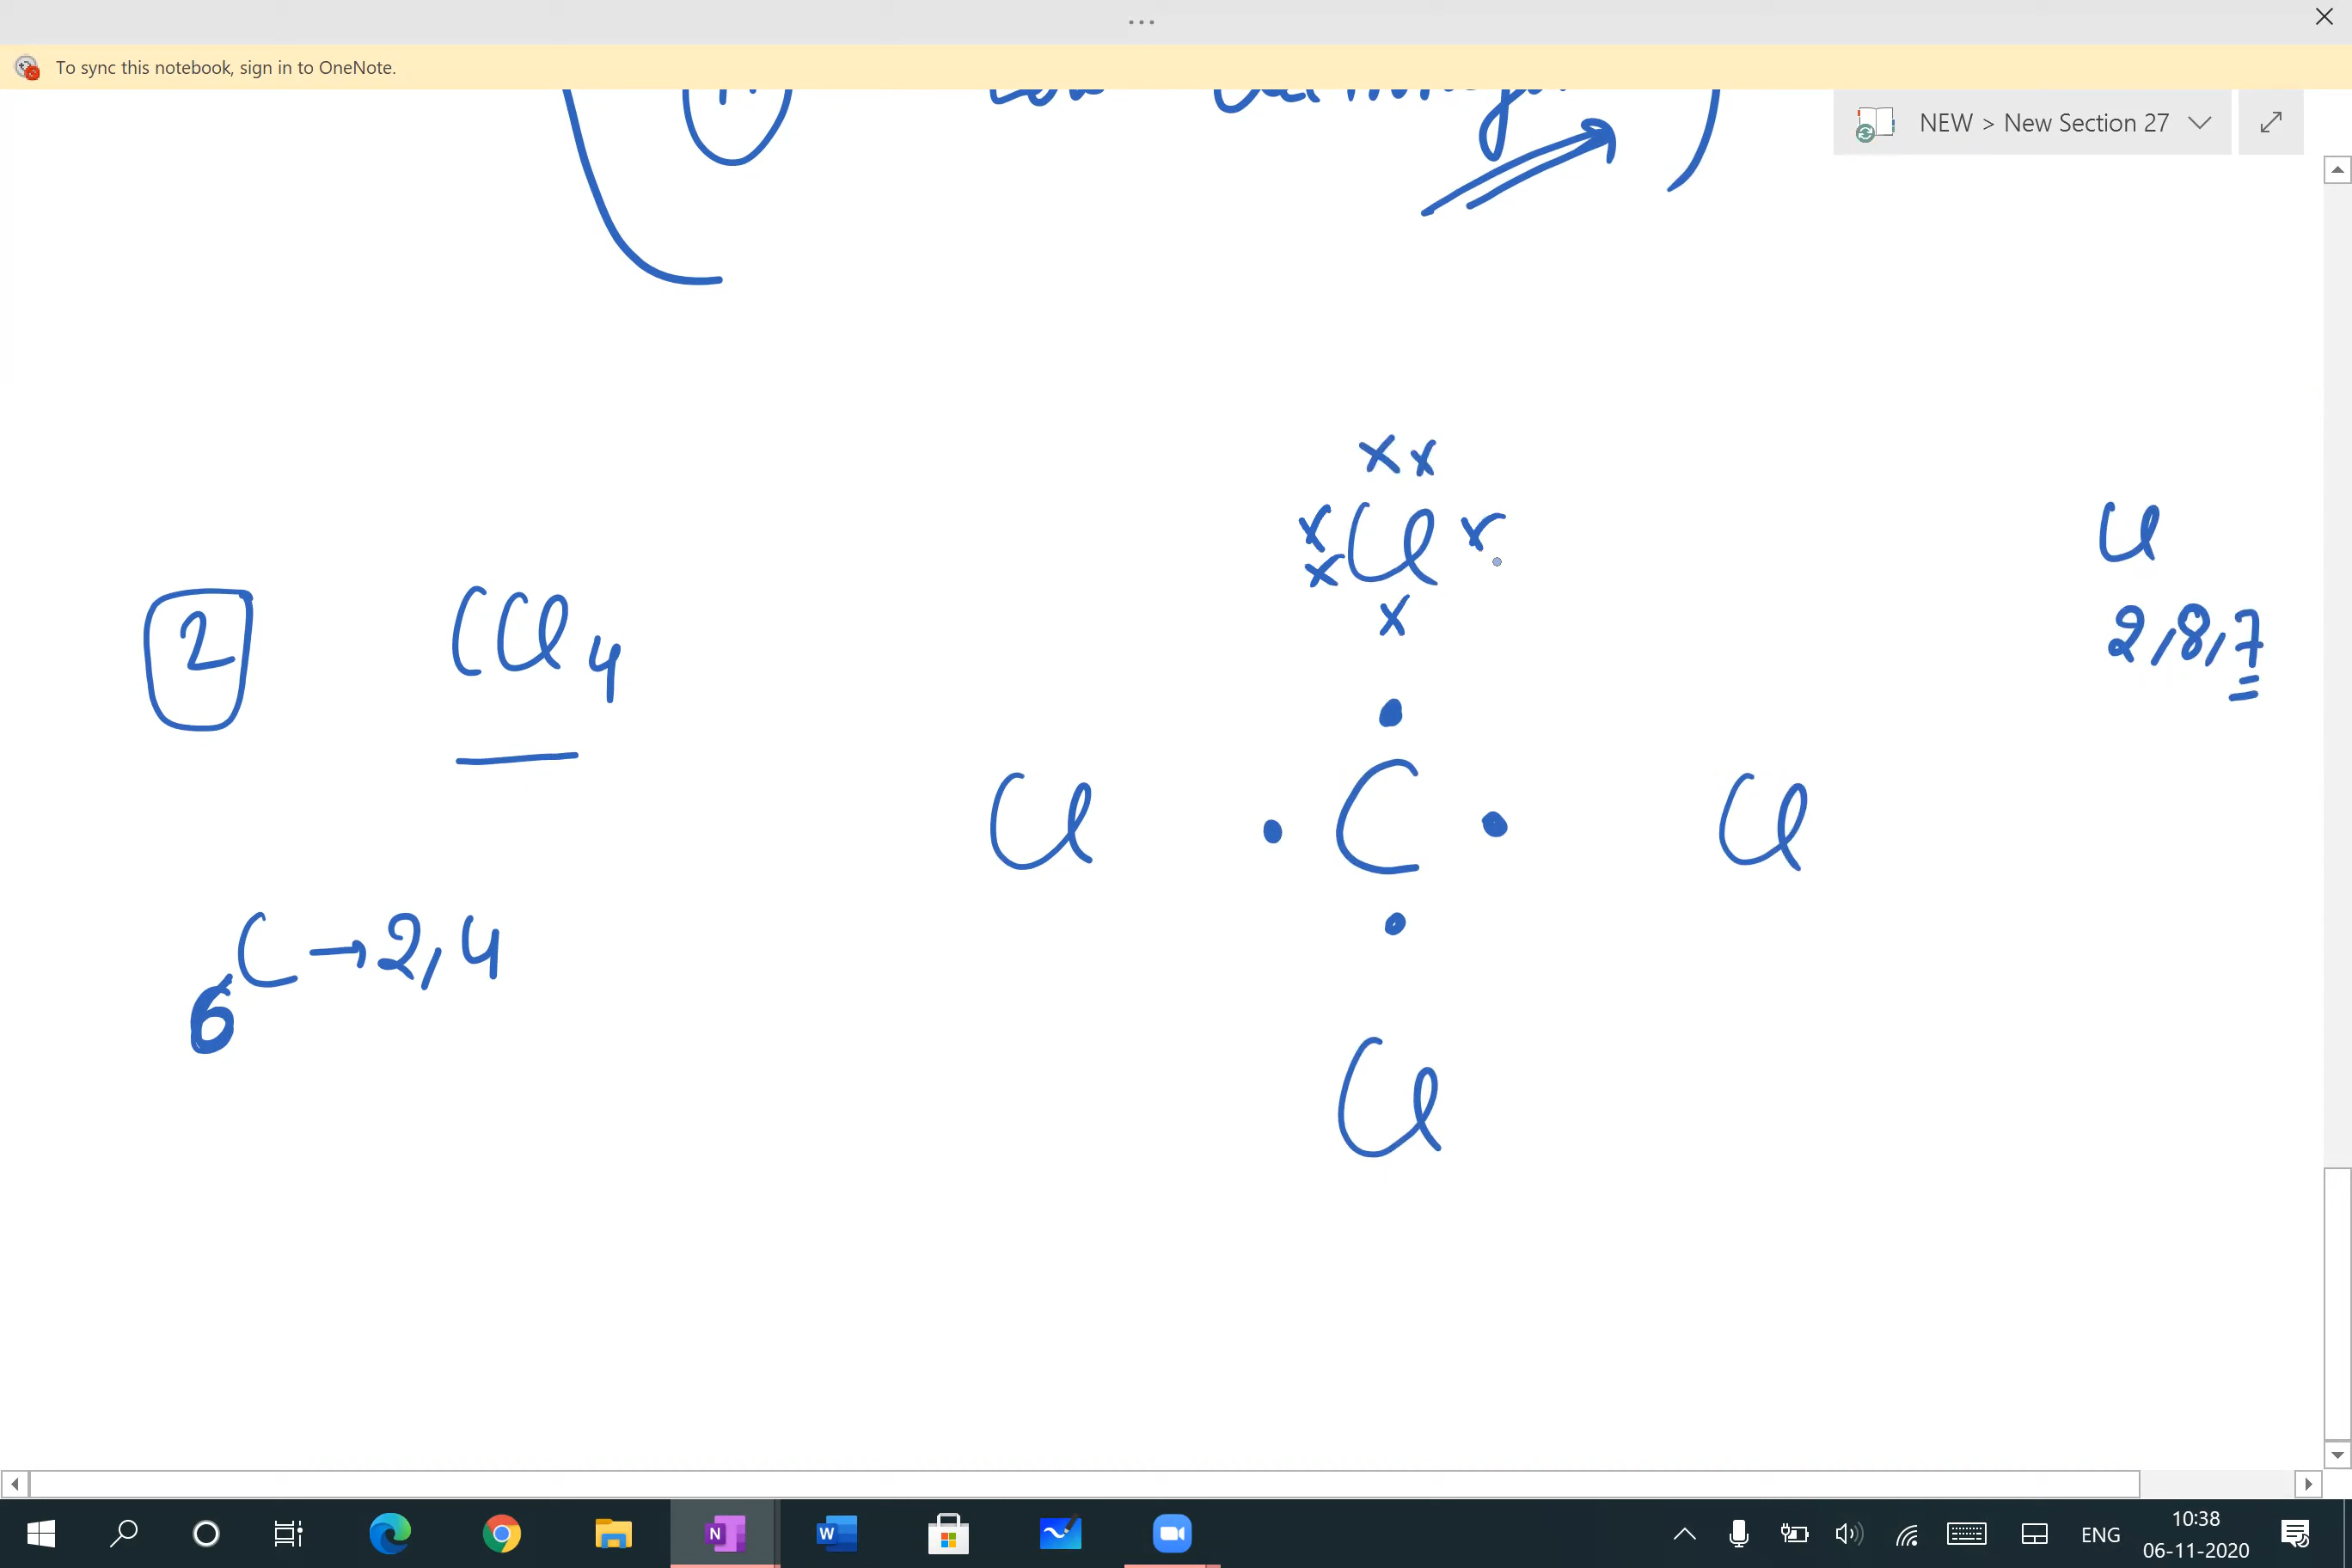 ...
To sync this notebook, sign in to OneNote.
NEW > New Section 27
x x
x Cl x
x
x
Cl
2,8,7
2
CCl4
Cl . C . Cl
6C → 2,4
Cl
N
W
ENG
10:38
06-11-2020